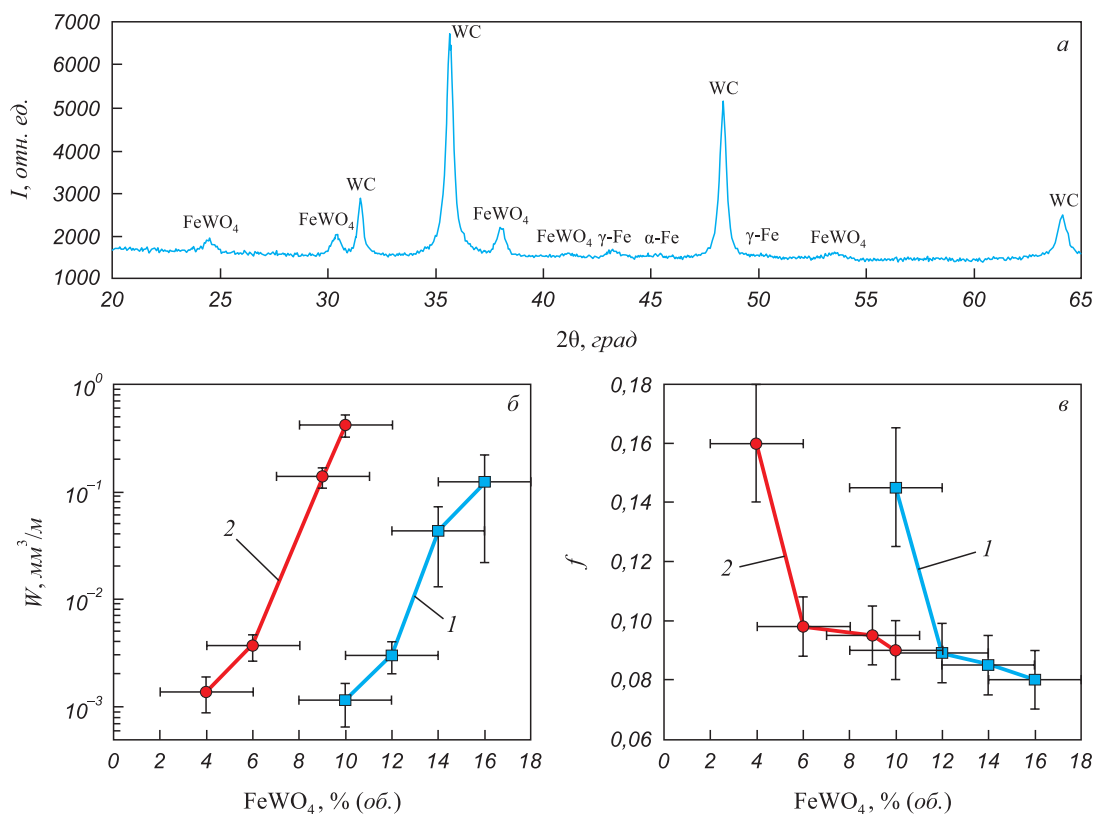 7000
6000
5000
4000
3000
2000
1000
I, отн. ед.
а
WC
WC
WC
WC
FeWO4
FeWO4
FeWO4
FeWO4
γ-Fe
α-Fe
γ-Fe
FeWO4
20 25 30 35 40 45 50 55 60 65
2θ, град
10^0
10^-1
10^-2
10^-3
W, мм^3/м
б
2
1
0 2 4 6 8 10 12 14 16 18
FeWO4, % (об.)
0,18
0,16
0,14
0,12
0,10
0,08
0,06
f
в
2
1
0 2 4 6 8 10 12 14 16 18
FeWO4, % (об.)